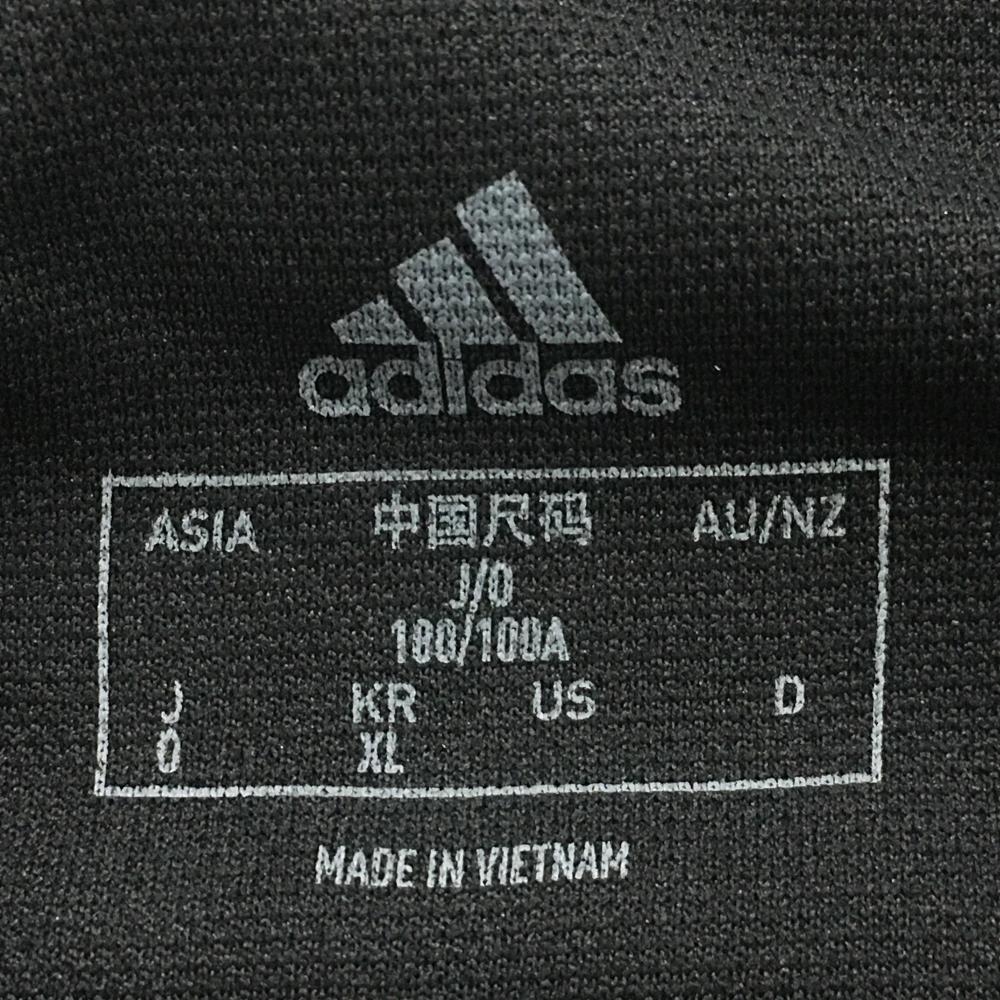 adidas
ASIA 中国尺码 AU/NZ
J/O
180/100A
J KR US D
O XL
MADE IN VIETNAM